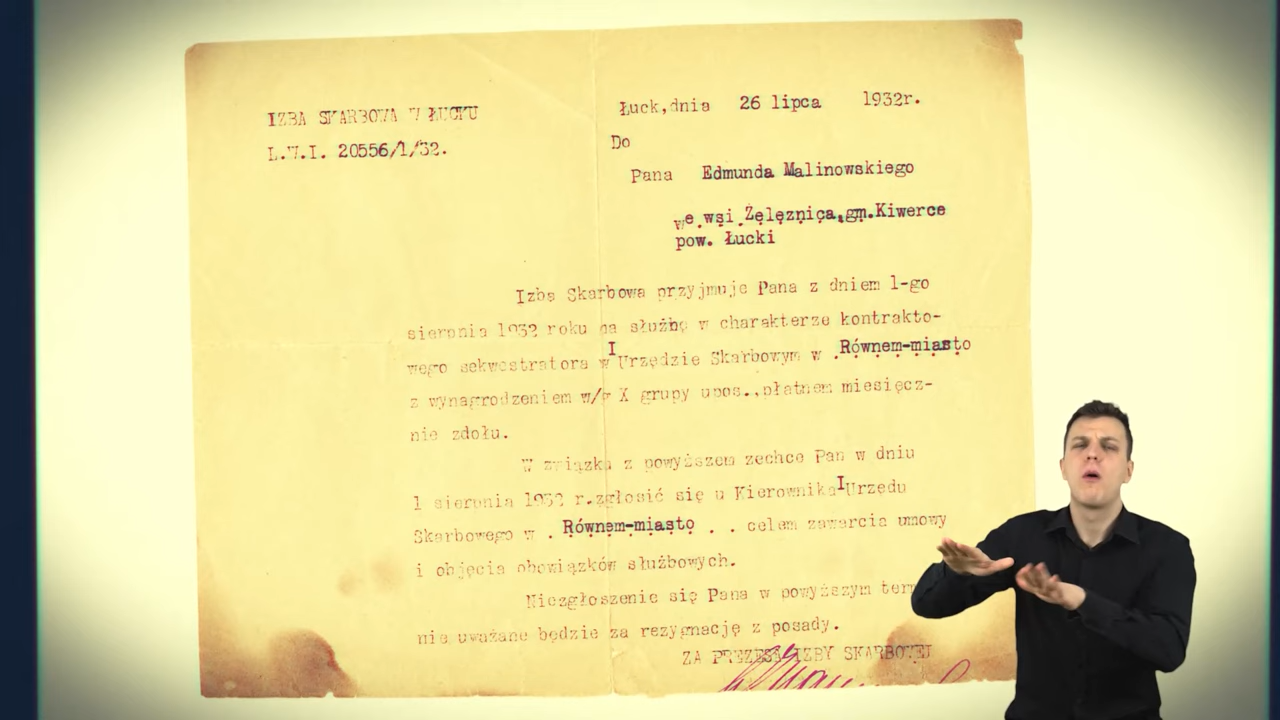 IZBA SKARBOWA W ŁUCKU
L.W.I. 20556/1/32.
Łuck,dnia 26 lipca 1932r.
Do
Pana Edmunda Malinowskiego
we wsi Żeleznica,gm.Kiwerce
pow. Łucki
Izba Skarbowa przyjmuje Pana z dniem 1-go
sierpnia 1932 roku na służbę w charakterze kontrakto-
wego sekwestratora w I Urzędzie Skarbowym w .Równem-miasto
z wynagrodzeniem w/g X grupy upos.,płatnem miesięcz-
nie zdołu.
W związku z powyższem zechce Pan w dniu
1 sierpnia 1932 r.zgłosić się u Kierownika I Urzędu
Skarbowego w . Równem-miasto . . celem zawarcia umowy
i objęcia obowiązków służbowych.
Niezgłoszenie się Pana w powyższym
nie uważane będzie za rezygnację z posady.
ZA PREZESA IZBY SKARBOWEJ